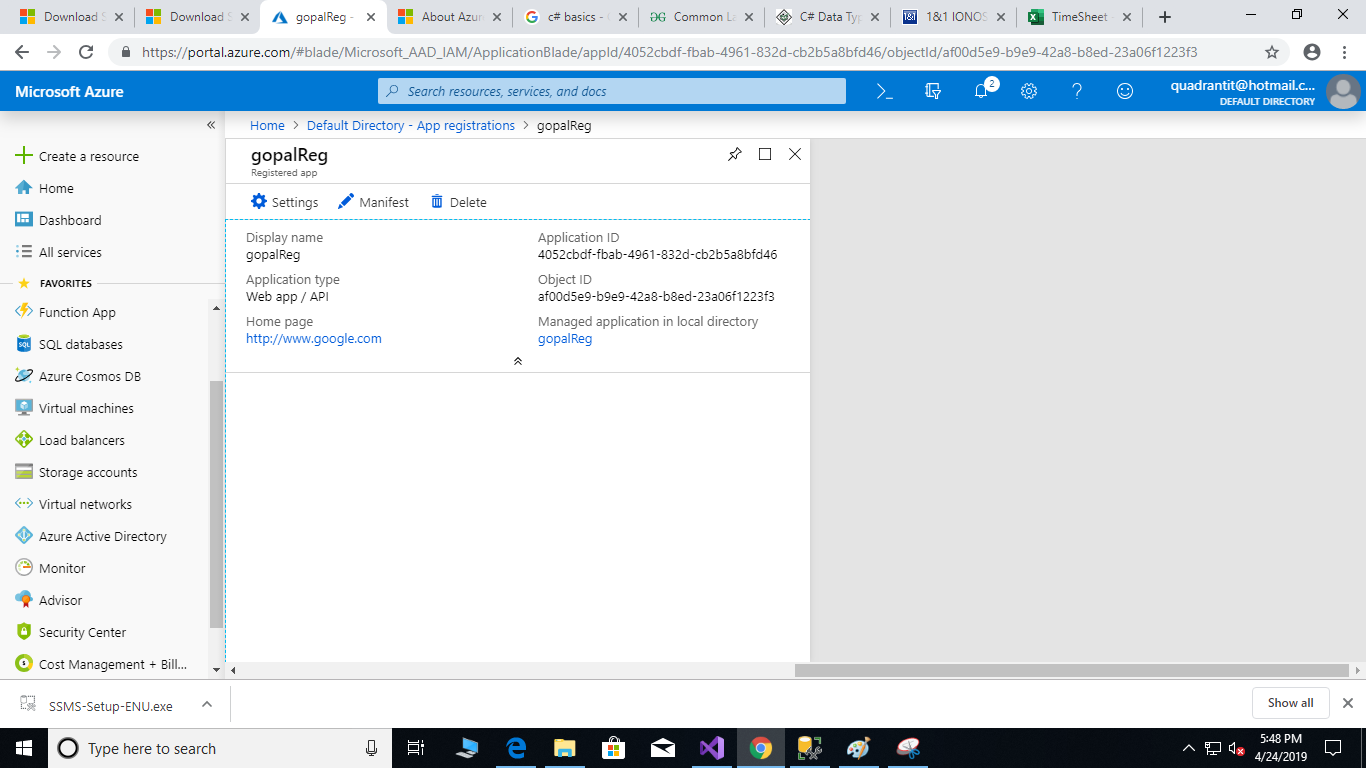 Download S
Download S
gopalReg -
About Azur
c# basics -
Common La
C# Data Typ
1&1 IONOS
TimeSheet
https://portal.azure.com/#blade/Microsoft_AAD_IAM/ApplicationBlade/appId/4052cbdf-fbab-4961-832d-cb2b5a8bfd46/objectId/af00d5e9-b9e9-42a8-b8ed-23a06f1223f3
Microsoft Azure
Search resources, services, and docs
2
quadrantit@hotmail.c...
DEFAULT DIRECTORY
Home > Default Directory - App registrations > gopalReg
Create a resource
Home
Dashboard
All services
FAVORITES
Function App
SQL databases
Azure Cosmos DB
Virtual machines
Load balancers
Storage accounts
Virtual networks
Azure Active Directory
Monitor
Advisor
Security Center
Cost Management + Bill...
gopalReg
Registered app
Settings
Manifest
Delete
Display name
gopalReg
Application type
Web app / API
Home page
http://www.google.com
Application ID
4052cbdf-fbab-4961-832d-cb2b5a8bfd46
Object ID
af00d5e9-b9e9-42a8-b8ed-23a06f1223f3
Managed application in local directory
gopalReg
SSMS-Setup-ENU.exe
Show all
Type here to search
5:48 PM
4/24/2019